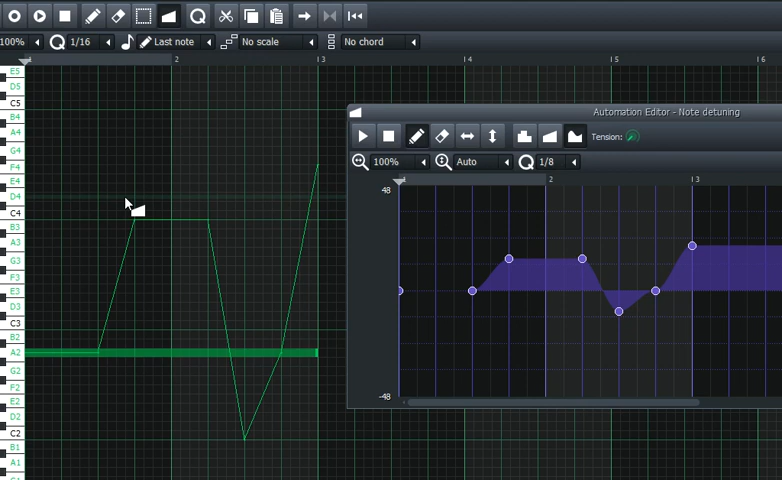 100%
1/16
Last note
No scale
No chord
1
2
3
4
5
6
E5
D5
C5
B4
A4
G4
F4
E4
D4
C4
B3
A3
G3
F3
E3
D3
C3
B2
A2
G2
F2
E2
D2
C2
B1
A1
Automation Editor - Note detuning
Tension:
100%
Auto
1/8
1
2
3
48
-48